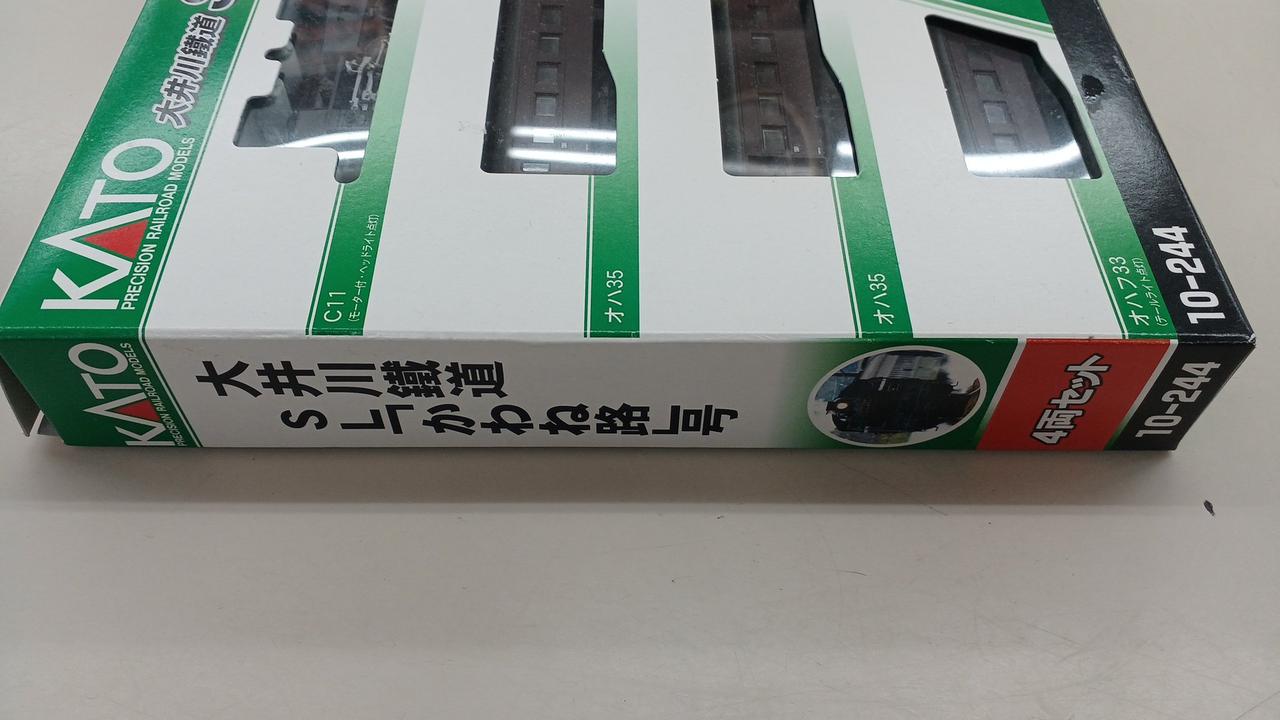 KATO
PRECISION RAILROAD MODELS
大井川鐵道 S
C11
(モーター付・ヘッドライト点灯)
オハ35
オハ35
オハフ33
(テールライト点灯)
10-244
KATO
PRECISION RAILROAD MODELS
大井川鐵道
SL「かわね路」号
4両セット
10-244